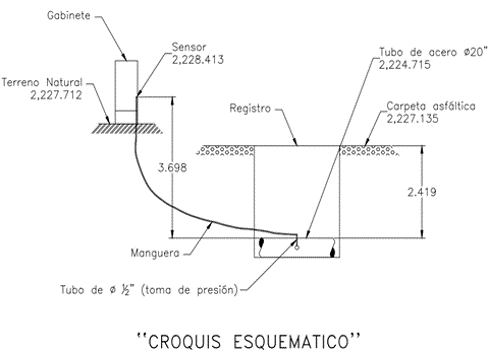 Gabinete
Sensor
2,228.413
Tubo de acero ø20"
2,224.715
Terreno Natural
2,227.712
Registro
Carpeta asfáltica
2,227.135
3.698
2.419
Manguera
Tubo de ø ½" (toma de presión)
"CROQUIS ESQUEMATICO"